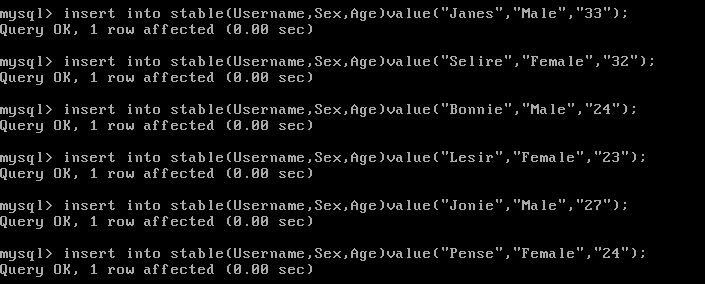 mysql> insert into stable(Username,Sex,Age)value("Janes","Male","33");
Query OK, 1 row affected (0.00 sec)
mysql> insert into stable(Username,Sex,Age)value("Selire","Female","32");
Query OK, 1 row affected (0.00 sec)
mysql> insert into stable(Username,Sex,Age)value("Bonnie","Male","24");
Query OK, 1 row affected (0.00 sec)
mysql> insert into stable(Username,Sex,Age)value("Lesir","Female","23");
Query OK, 1 row affected (0.00 sec)
mysql> insert into stable(Username,Sex,Age)value("Jonie","Male","27");
Query OK, 1 row affected (0.00 sec)
mysql> insert into stable(Username,Sex,Age)value("Pense","Female","24");
Query OK, 1 row affected (0.00 sec)